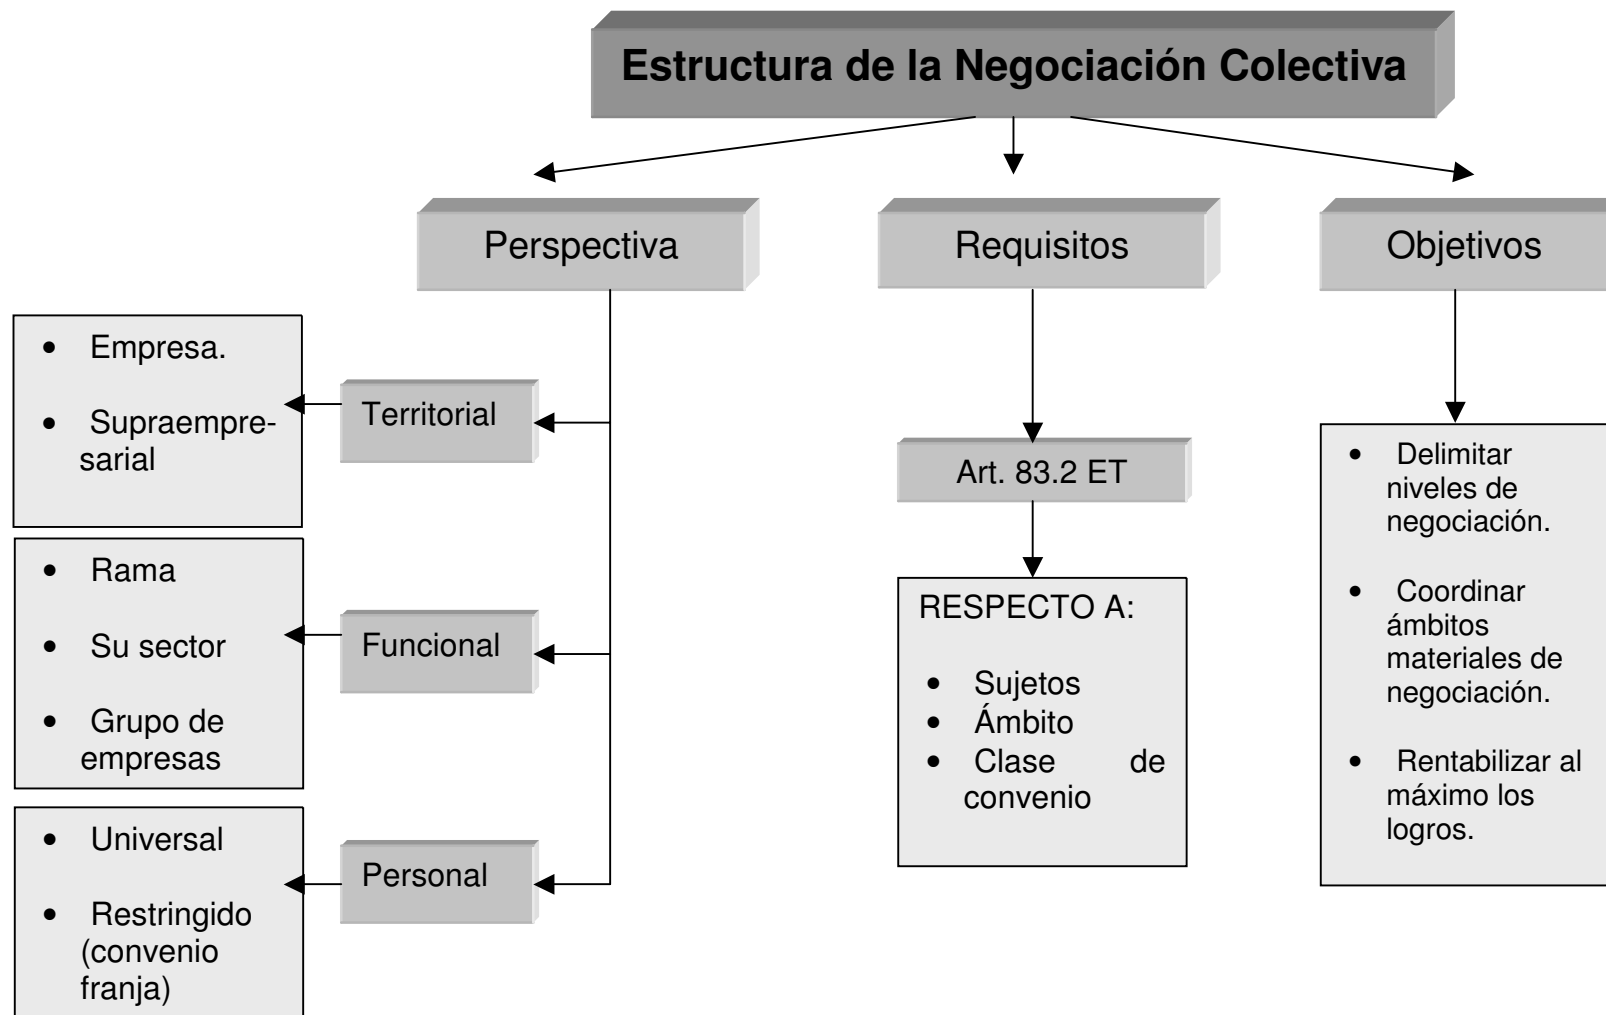 Estructura de la Negociación Colectiva
Perspectiva
Requisitos
Objetivos
• Empresa.
• Supraempre-
sarial
Territorial
• Rama
• Su sector
• Grupo de
empresas
Funcional
• Universal
• Restringido
(convenio
franja)
Personal
Art. 83.2 ET
RESPECTO A:
• Sujetos
• Ámbito
• Clase de
convenio
• Delimitar
niveles de
negociación.
• Coordinar
ámbitos
materiales de
negociación.
• Rentabilizar al
máximo los
logros.